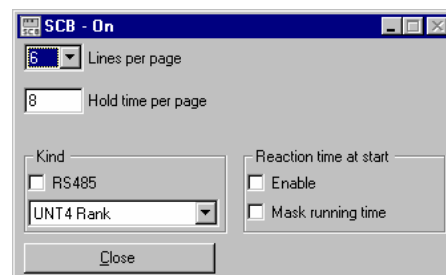 SCB
SCB - On
6 Lines per page
8 Hold time per page
Kind
RS485
UNT4 Rank
Reaction time at start
Enable
Mask running time
Close